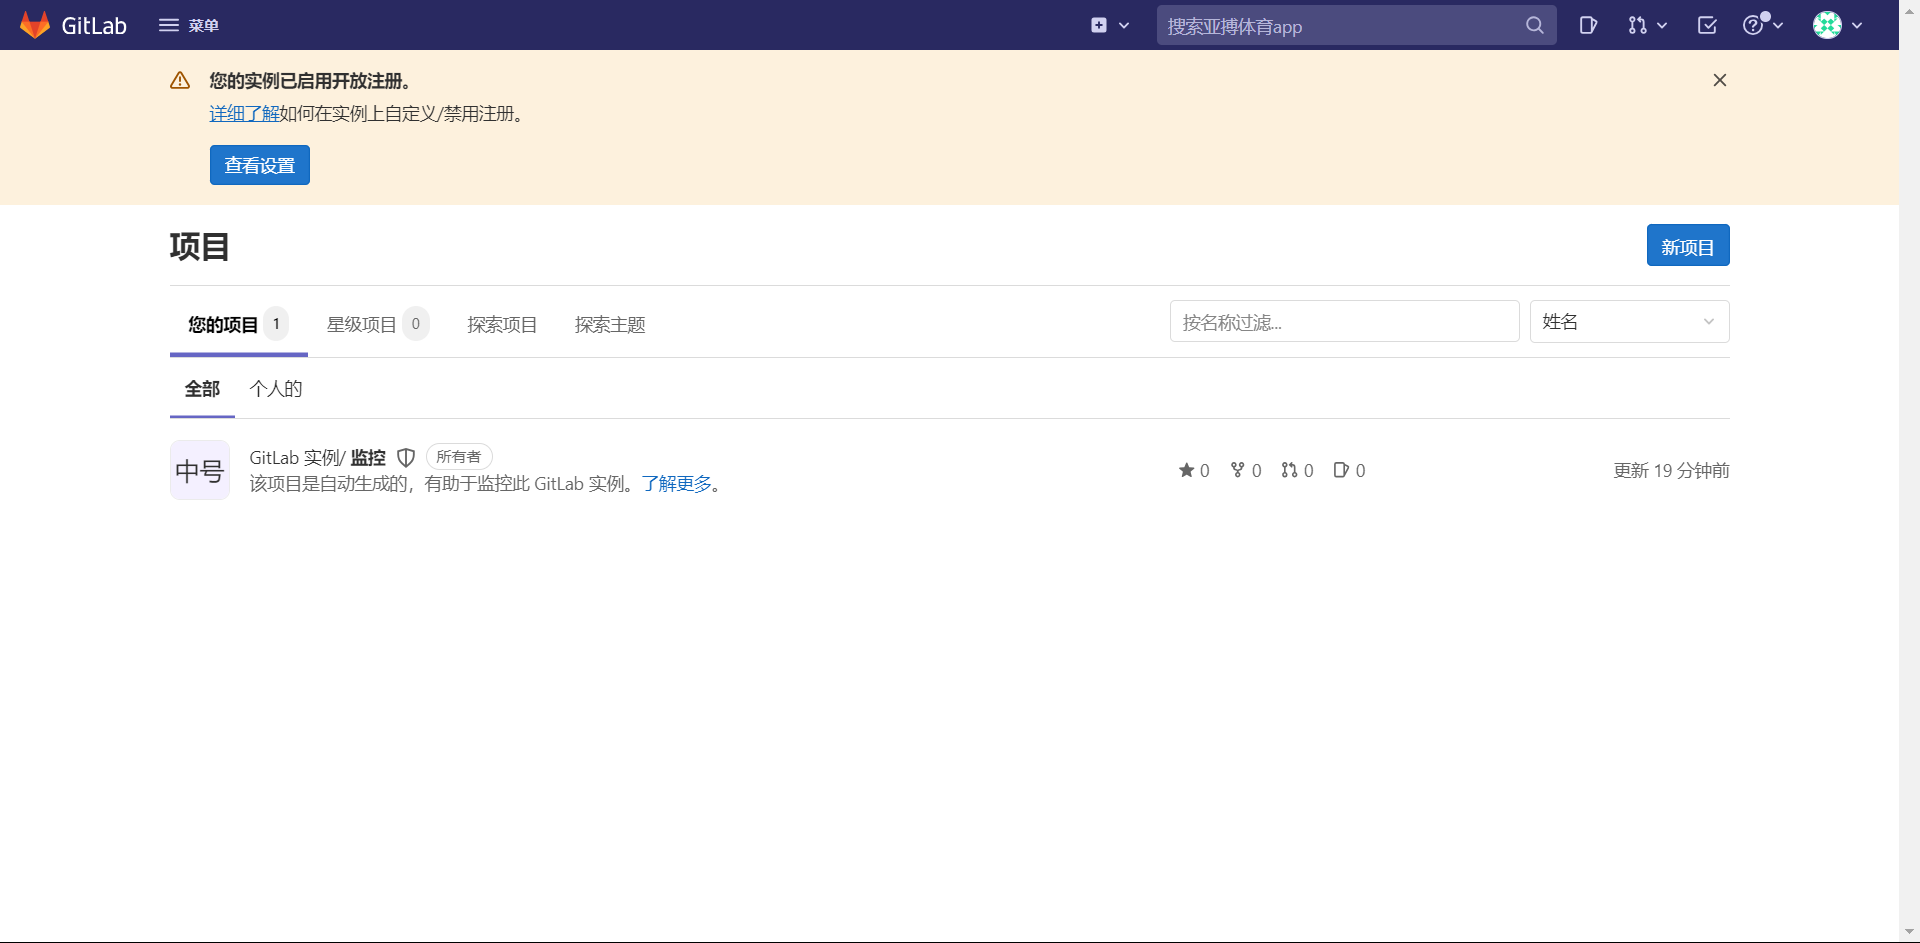 GitLab 菜单 搜索亚搏体育app
您的实例已启用开放注册。
详细了解如何在实例上自定义/禁用注册。
查看设置
项目 新项目
您的项目 1 星级项目 0 探索项目 探索主题 按名称过滤... 姓名
全部 个人的
中号 GitLab 实例/ 监控 所有者
该项目是自动生成的，有助于监控此 GitLab 实例。了解更多。
0 0 0 0 更新 19 分钟前